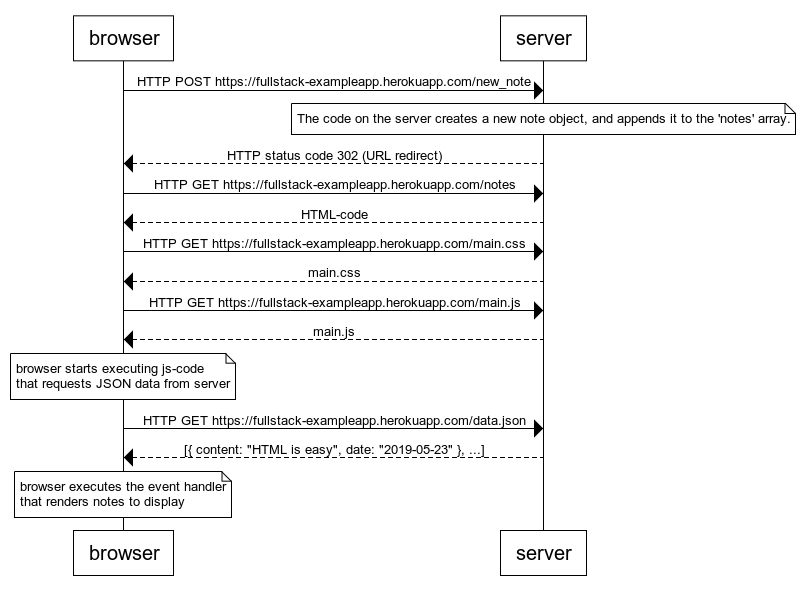 browser
server
HTTP POST https://fullstack-exampleapp.herokuapp.com/new_note
The code on the server creates a new note object, and appends it to the 'notes' array.
HTTP status code 302 (URL redirect)
HTTP GET https://fullstack-exampleapp.herokuapp.com/notes
HTML-code
HTTP GET https://fullstack-exampleapp.herokuapp.com/main.css
main.css
HTTP GET https://fullstack-exampleapp.herokuapp.com/main.js
main.js
browser starts executing js-code
that requests JSON data from server
HTTP GET https://fullstack-exampleapp.herokuapp.com/data.json
[{ content: "HTML is easy", date: "2019-05-23" }, ...]
browser executes the event handler
that renders notes to display
browser
server